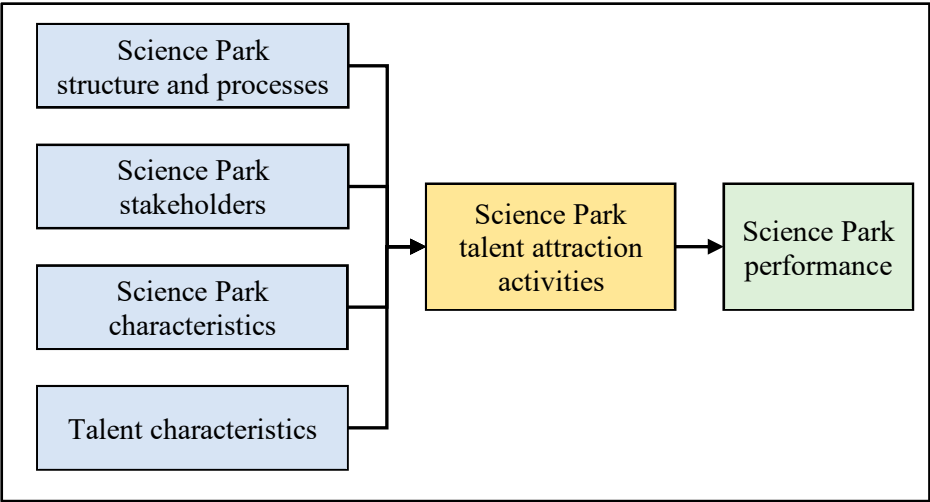 Science Park
structure and processes
Science Park
stakeholders
Science Park
characteristics
Talent characteristics
Science Park
talent attraction
activities
Science Park
performance